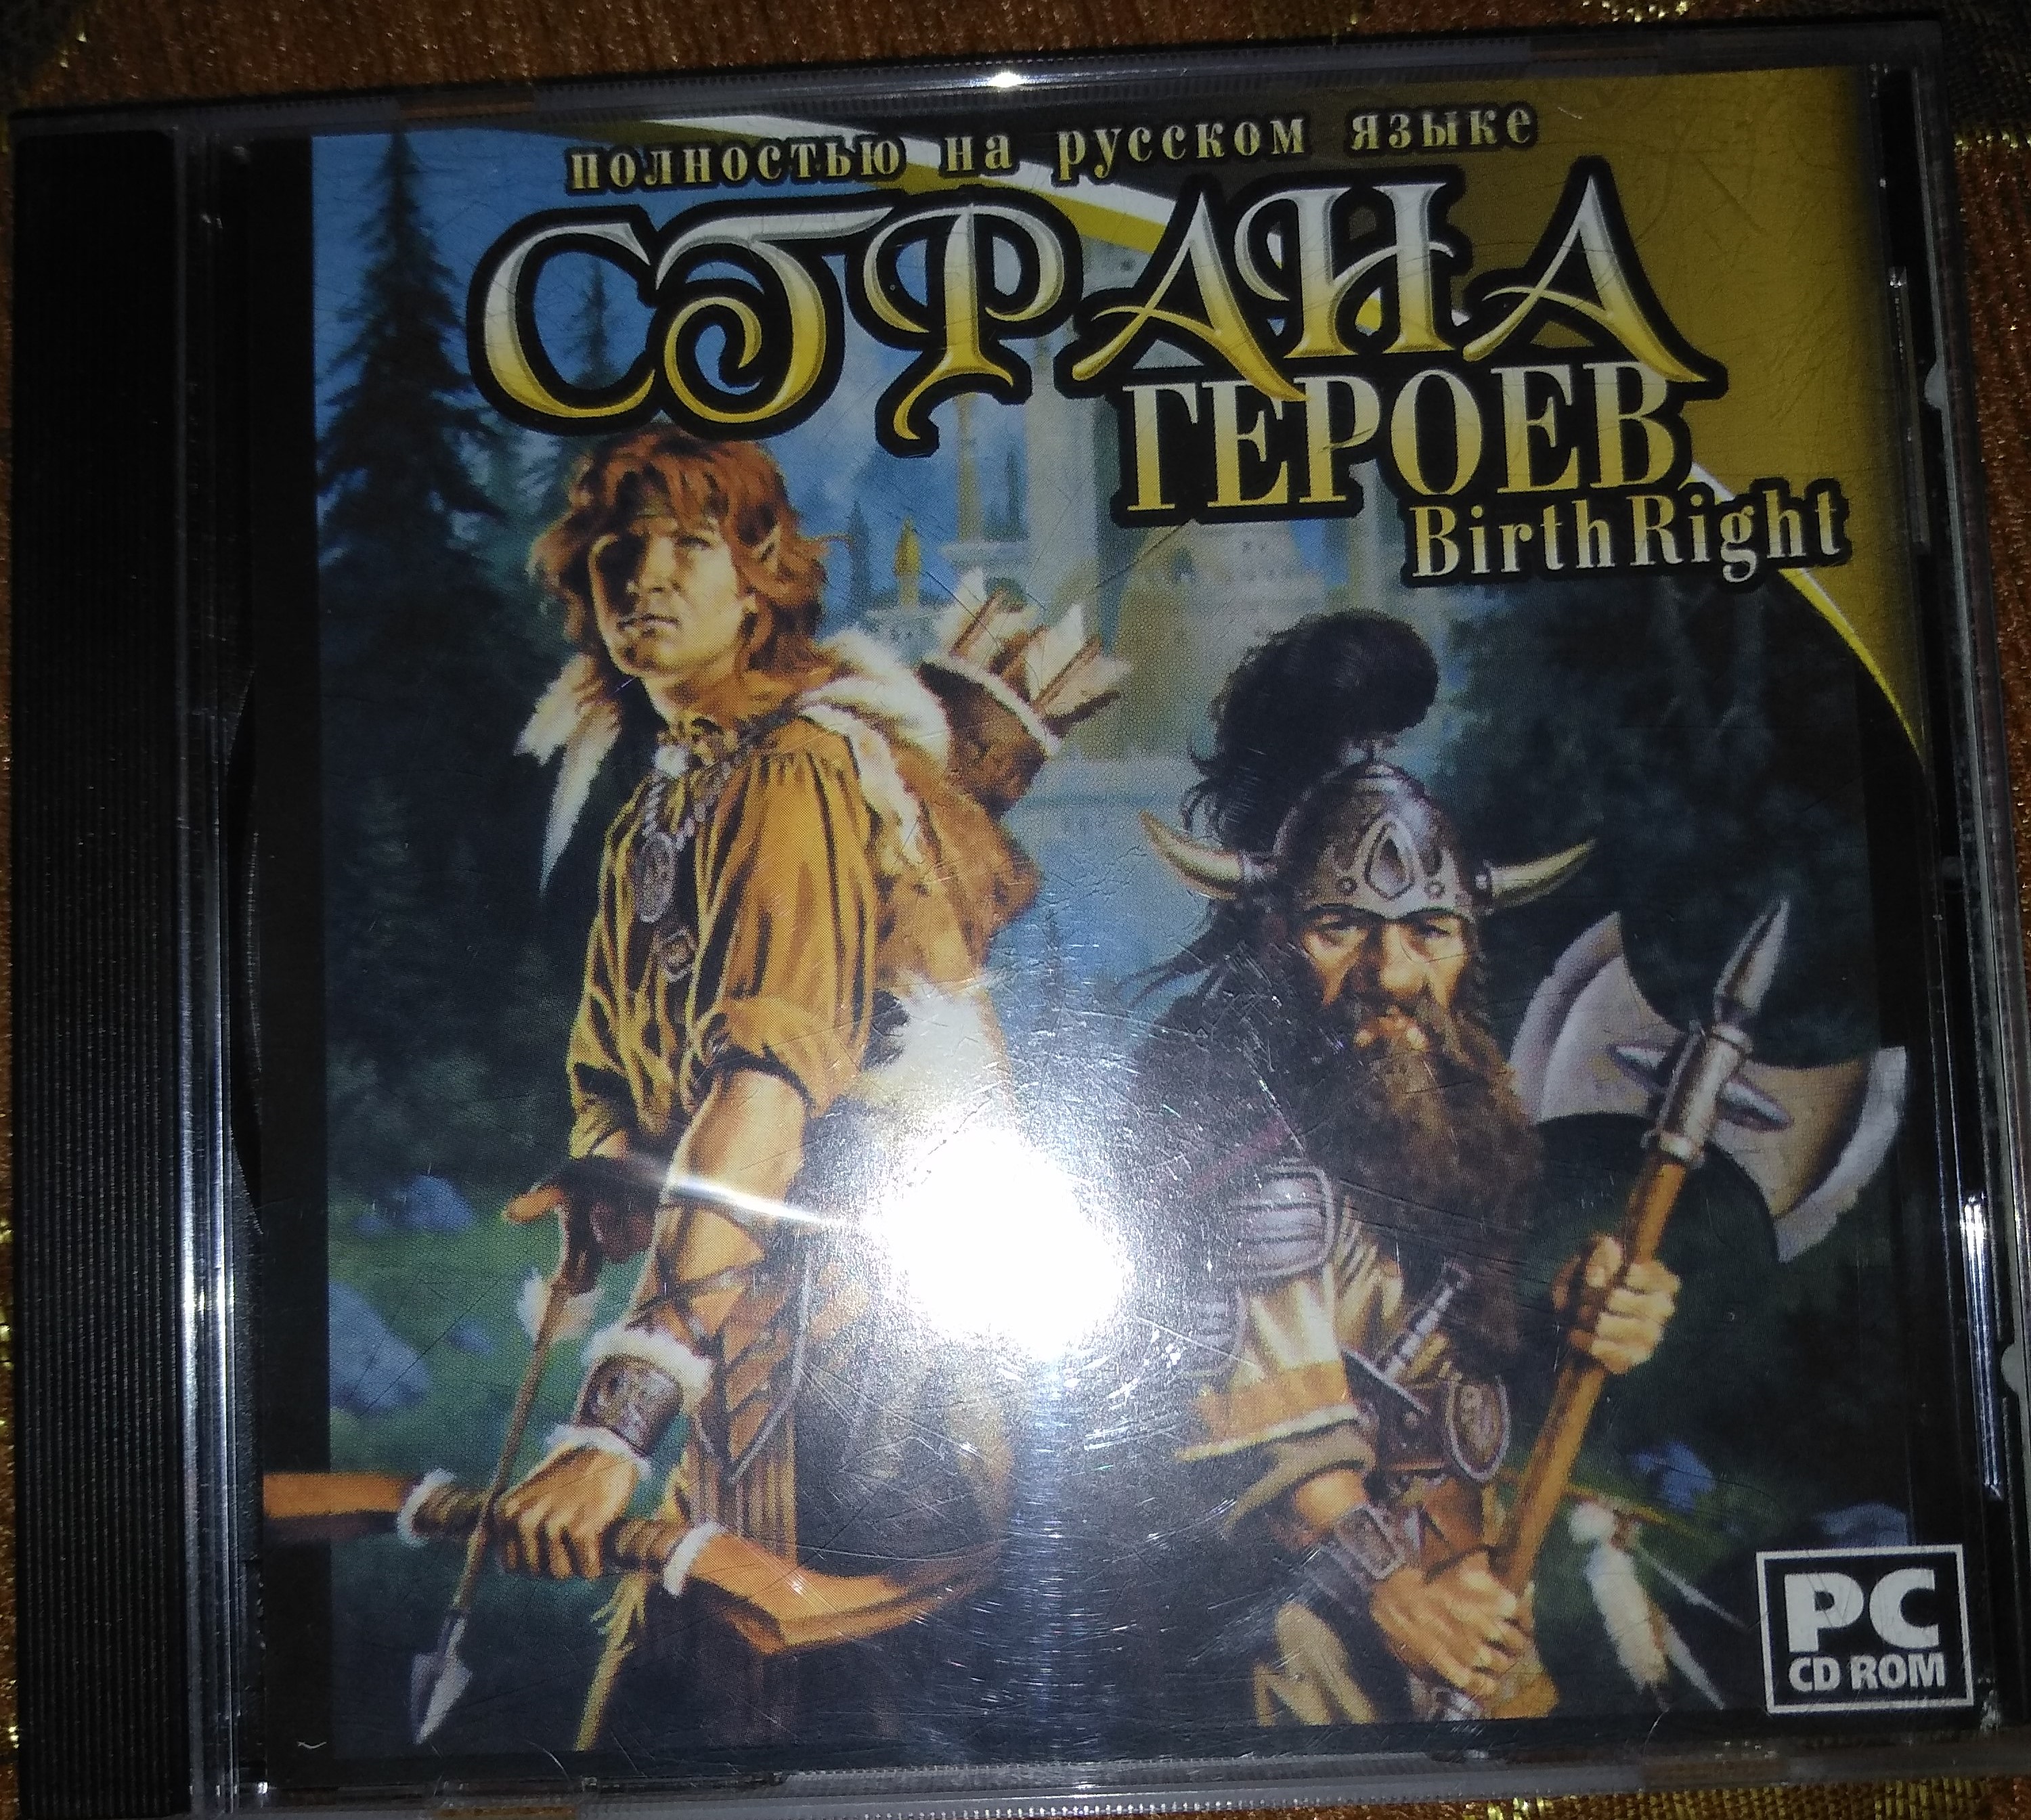 полностью на русском языке
СТРАНА
ГЕРОЕВ
BirthRight
PC
CD ROM